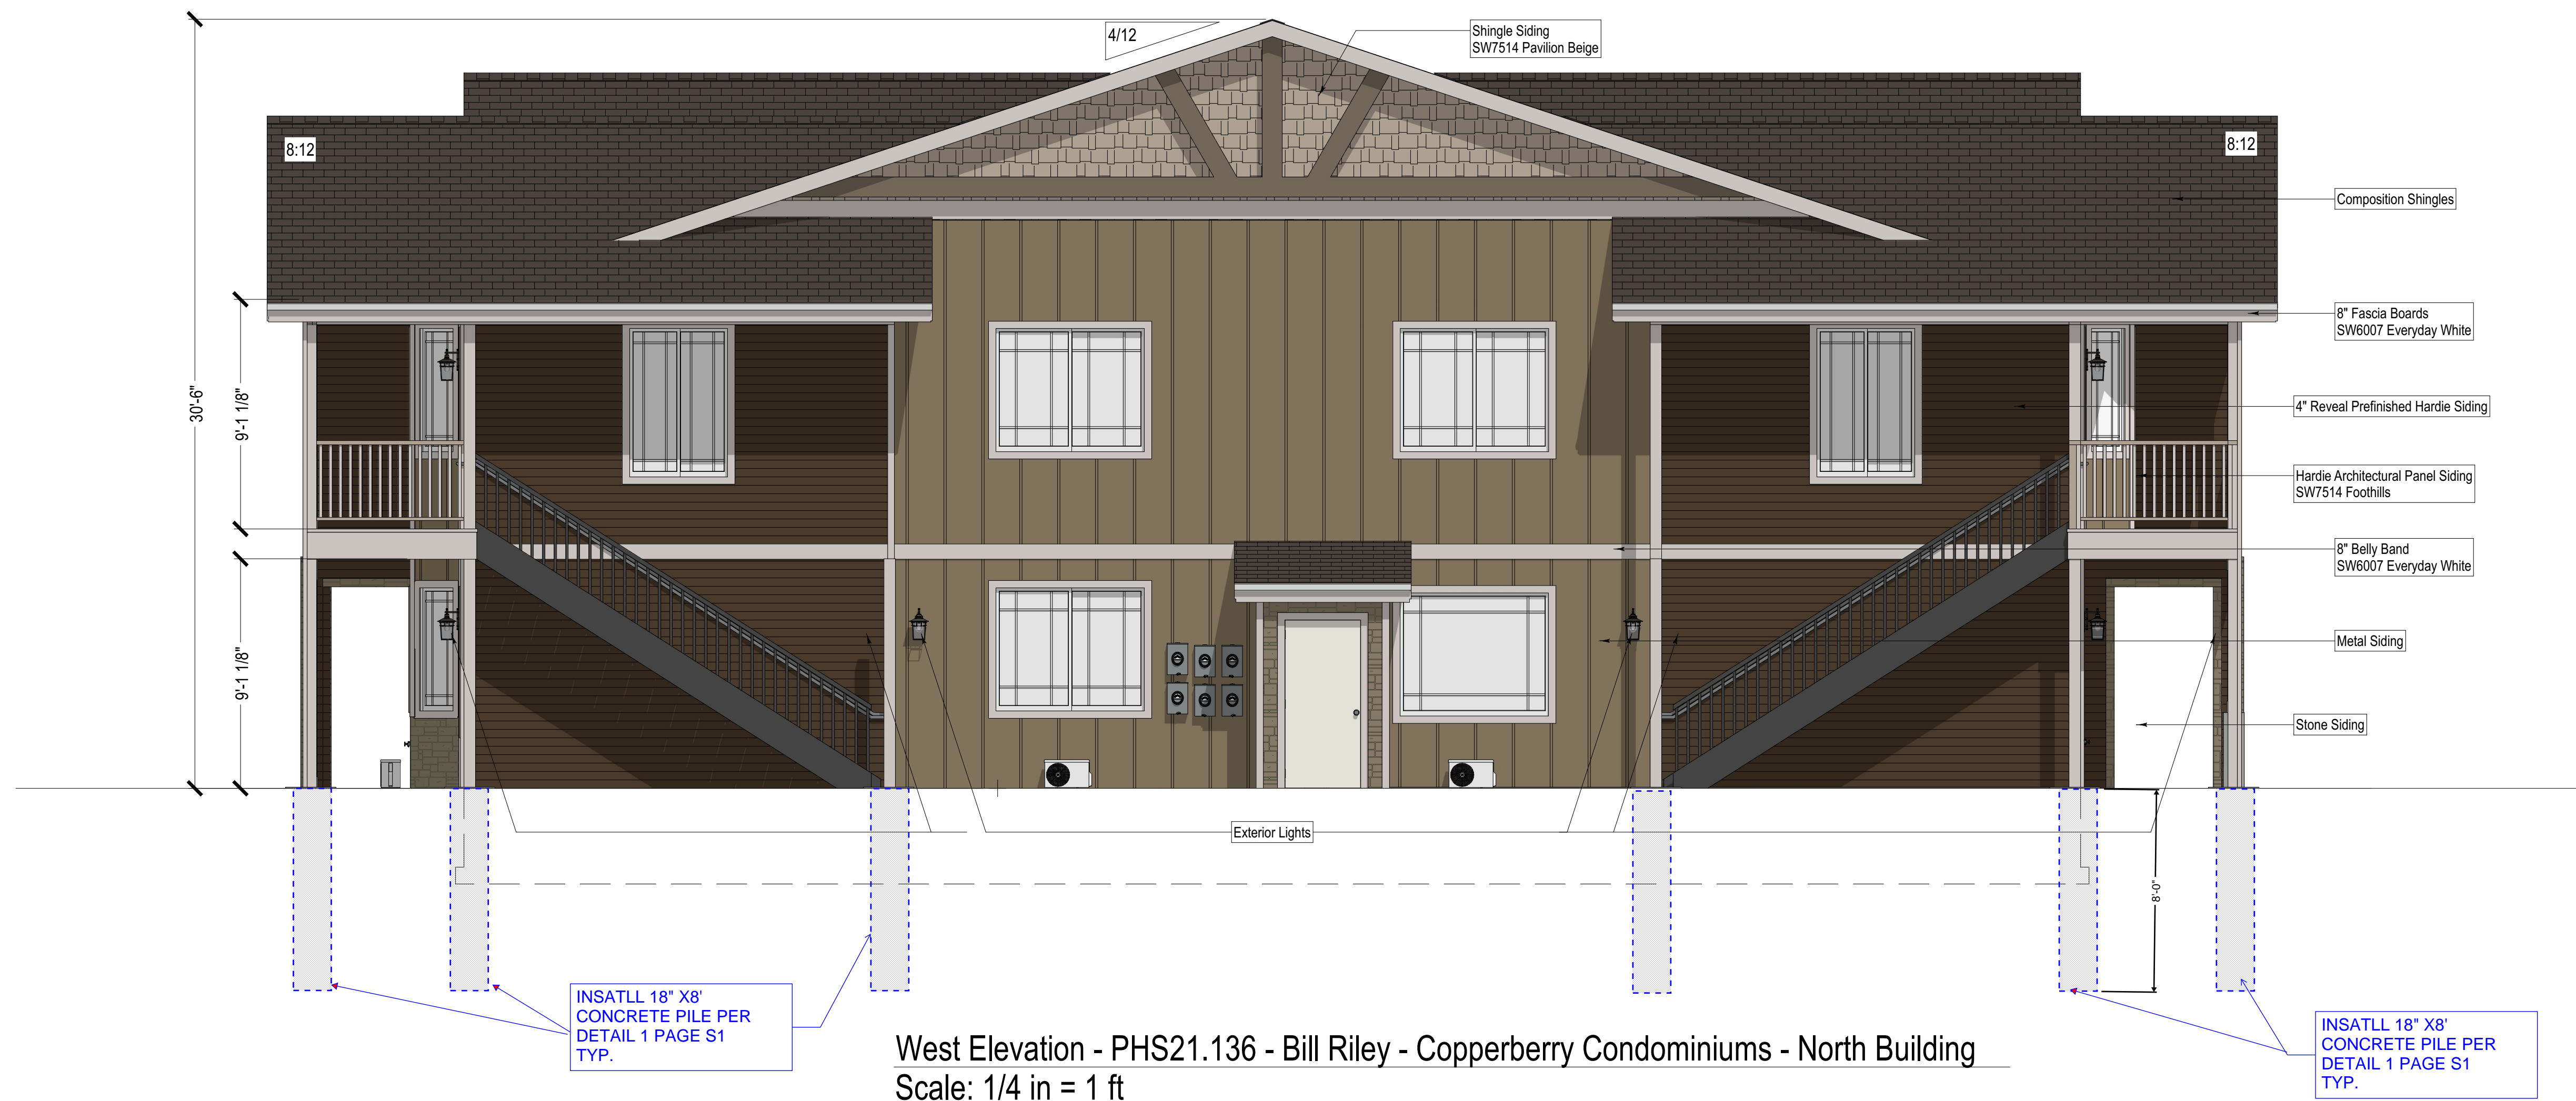 4/12
Shingle Siding
SW7514 Pavilion Beige
8:12
8:12
Composition Shingles
8" Fascia Boards
SW6007 Everyday White
30'-6"
9'-1 1/8"
4" Reveal Prefinished Hardie Siding
Hardie Architectural Panel Siding
SW7514 Foothills
8" Belly Band
SW6007 Everyday White
9'-1 1/8"
Metal Siding
Stone Siding
Exterior Lights
8'-0"
INSATLL 18" X8'
CONCRETE PILE PER
DETAIL 1 PAGE S1
TYP.
INSATLL 18" X8'
CONCRETE PILE PER
DETAIL 1 PAGE S1
TYP.
West Elevation - PHS21.136 - Bill Riley - Copperberry Condominiums - North Building
Scale: 1/4 in = 1 ft